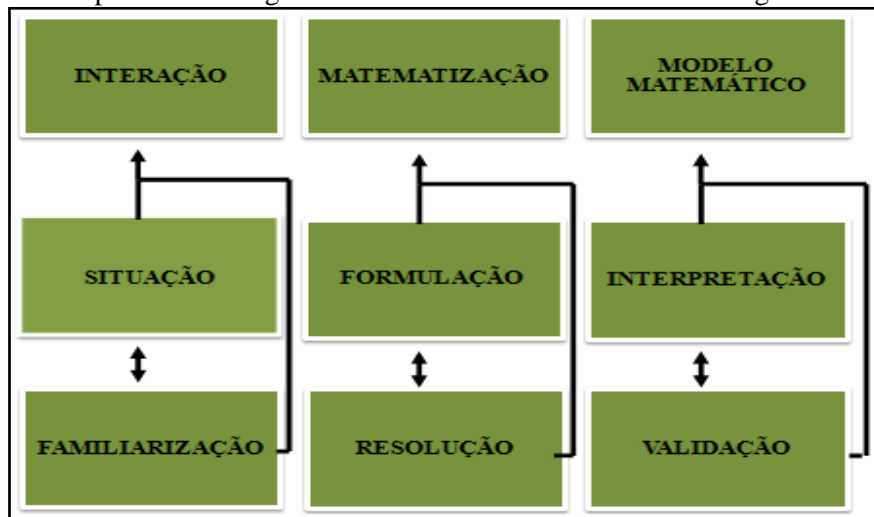 INTERAÇÃO
MATEMATIZAÇÃO
MODELO
MATEMÁTICO
SITUAÇÃO
FORMULAÇÃO
INTERPRETAÇÃO
FAMILIARIZAÇÃO
RESOLUÇÃO
VALIDAÇÃO